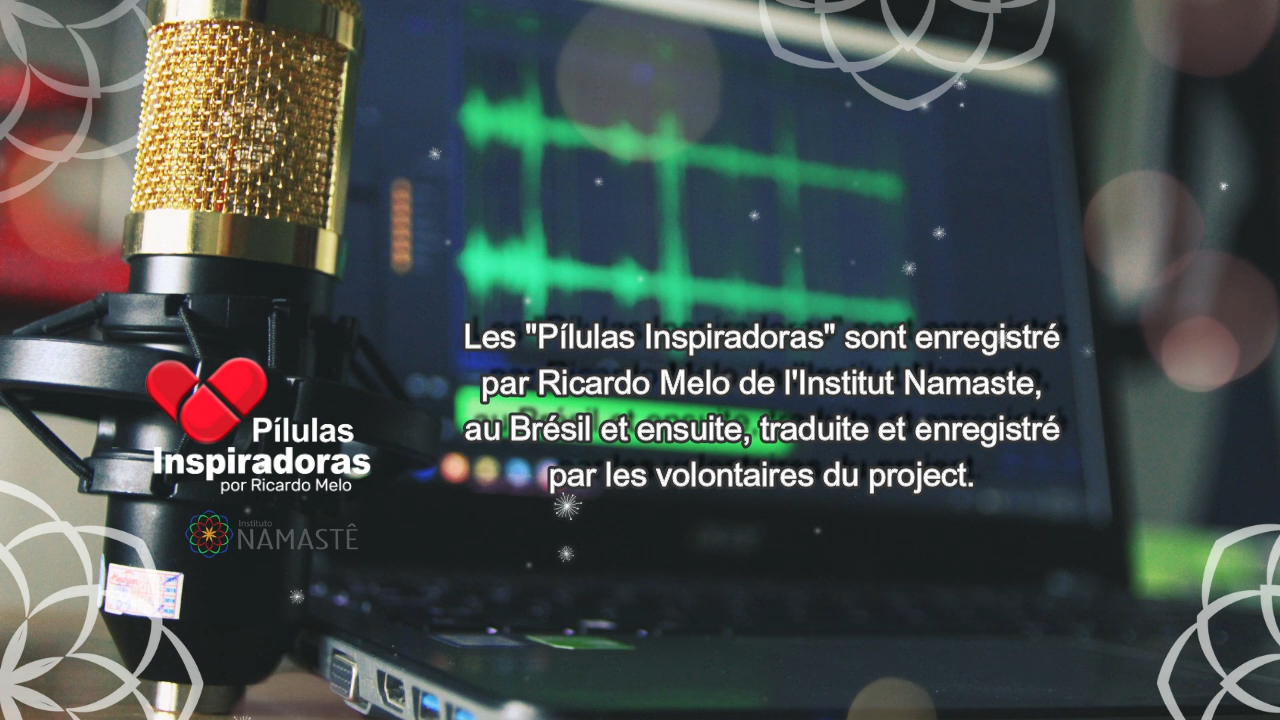 Les "Pílulas Inspiradoras" sont enregistré
par Ricardo Melo de l'Institut Namaste,
au Brésil et ensuite, traduite et enregistré
par les volontaires du project.
Pílulas
Inspiradoras
por Ricardo Melo
Instituto
NAMASTÊ